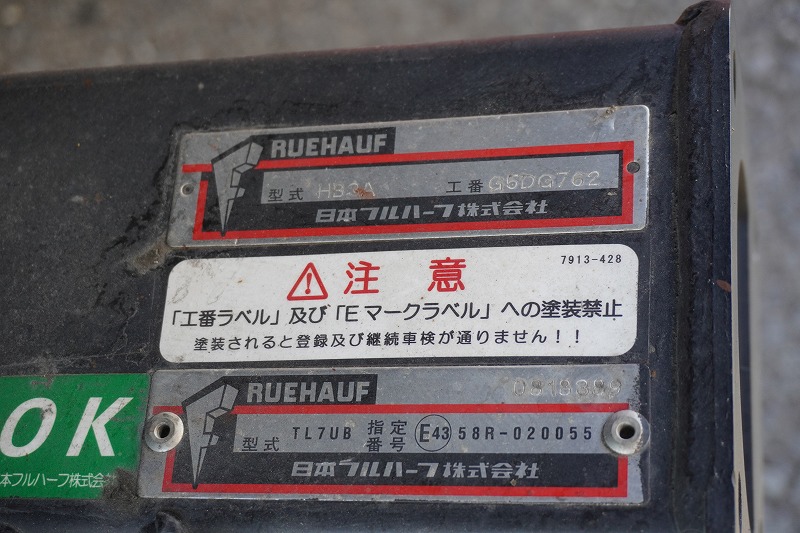 RUEHAUF
型式 HB3A 工番 G6DG762
日本フルハーフ株式会社
注意 7913-428
「工番ラベル」及び「Eマークラベル」への塗装禁止
塗装されると登録及び継続車検が通りません!!
RUEHAUF
型式 TL7UB 指定番号 E43 58R-020055
日本フルハーフ株式会社
OK
本フルハーフ株式会社